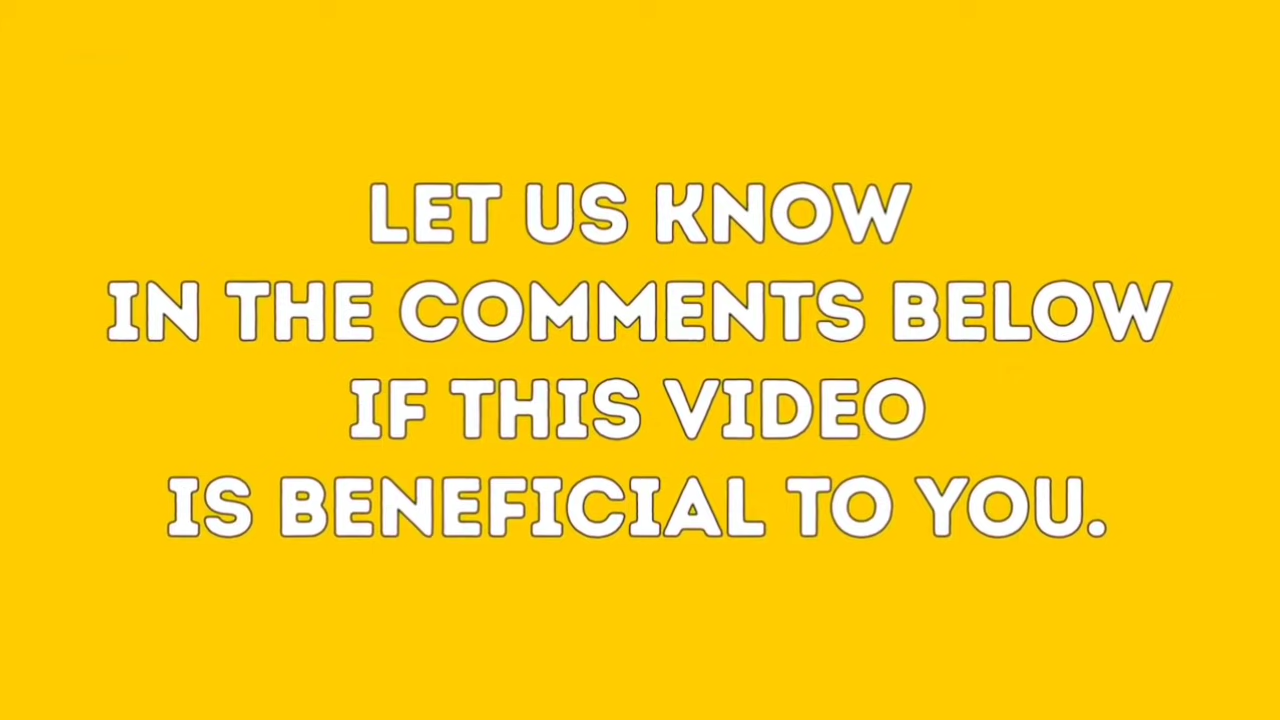 LET US KNOW
IN THE COMMENTS BELOW
IF THIS VIDEO
IS BENEFICIAL TO YOU.